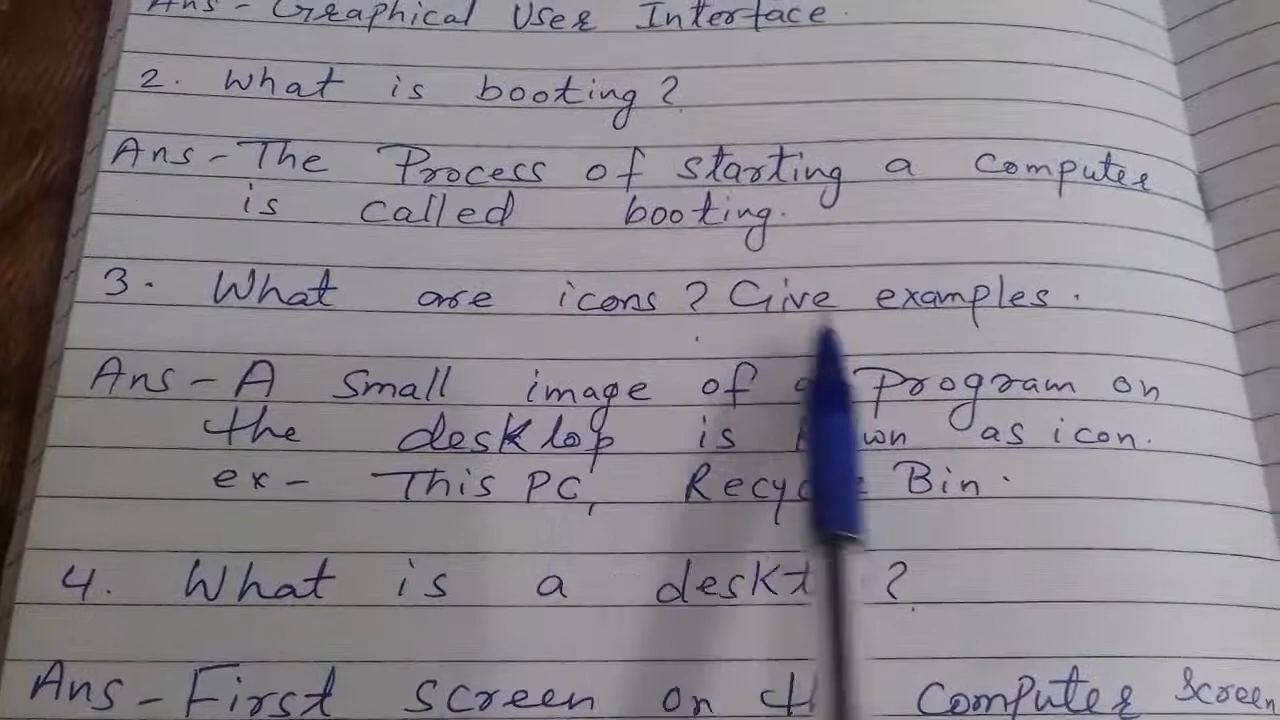 Ans - Graphical User Interface.
2. What is booting?
Ans - The Process of starting a Computer
is called booting.
3. What are icons? Give examples.
Ans - A Small image of Program on
the desktop is as icon.
ex - This PC, Bin.
4. What is a ?
Ans - First Screen on Computer Screen